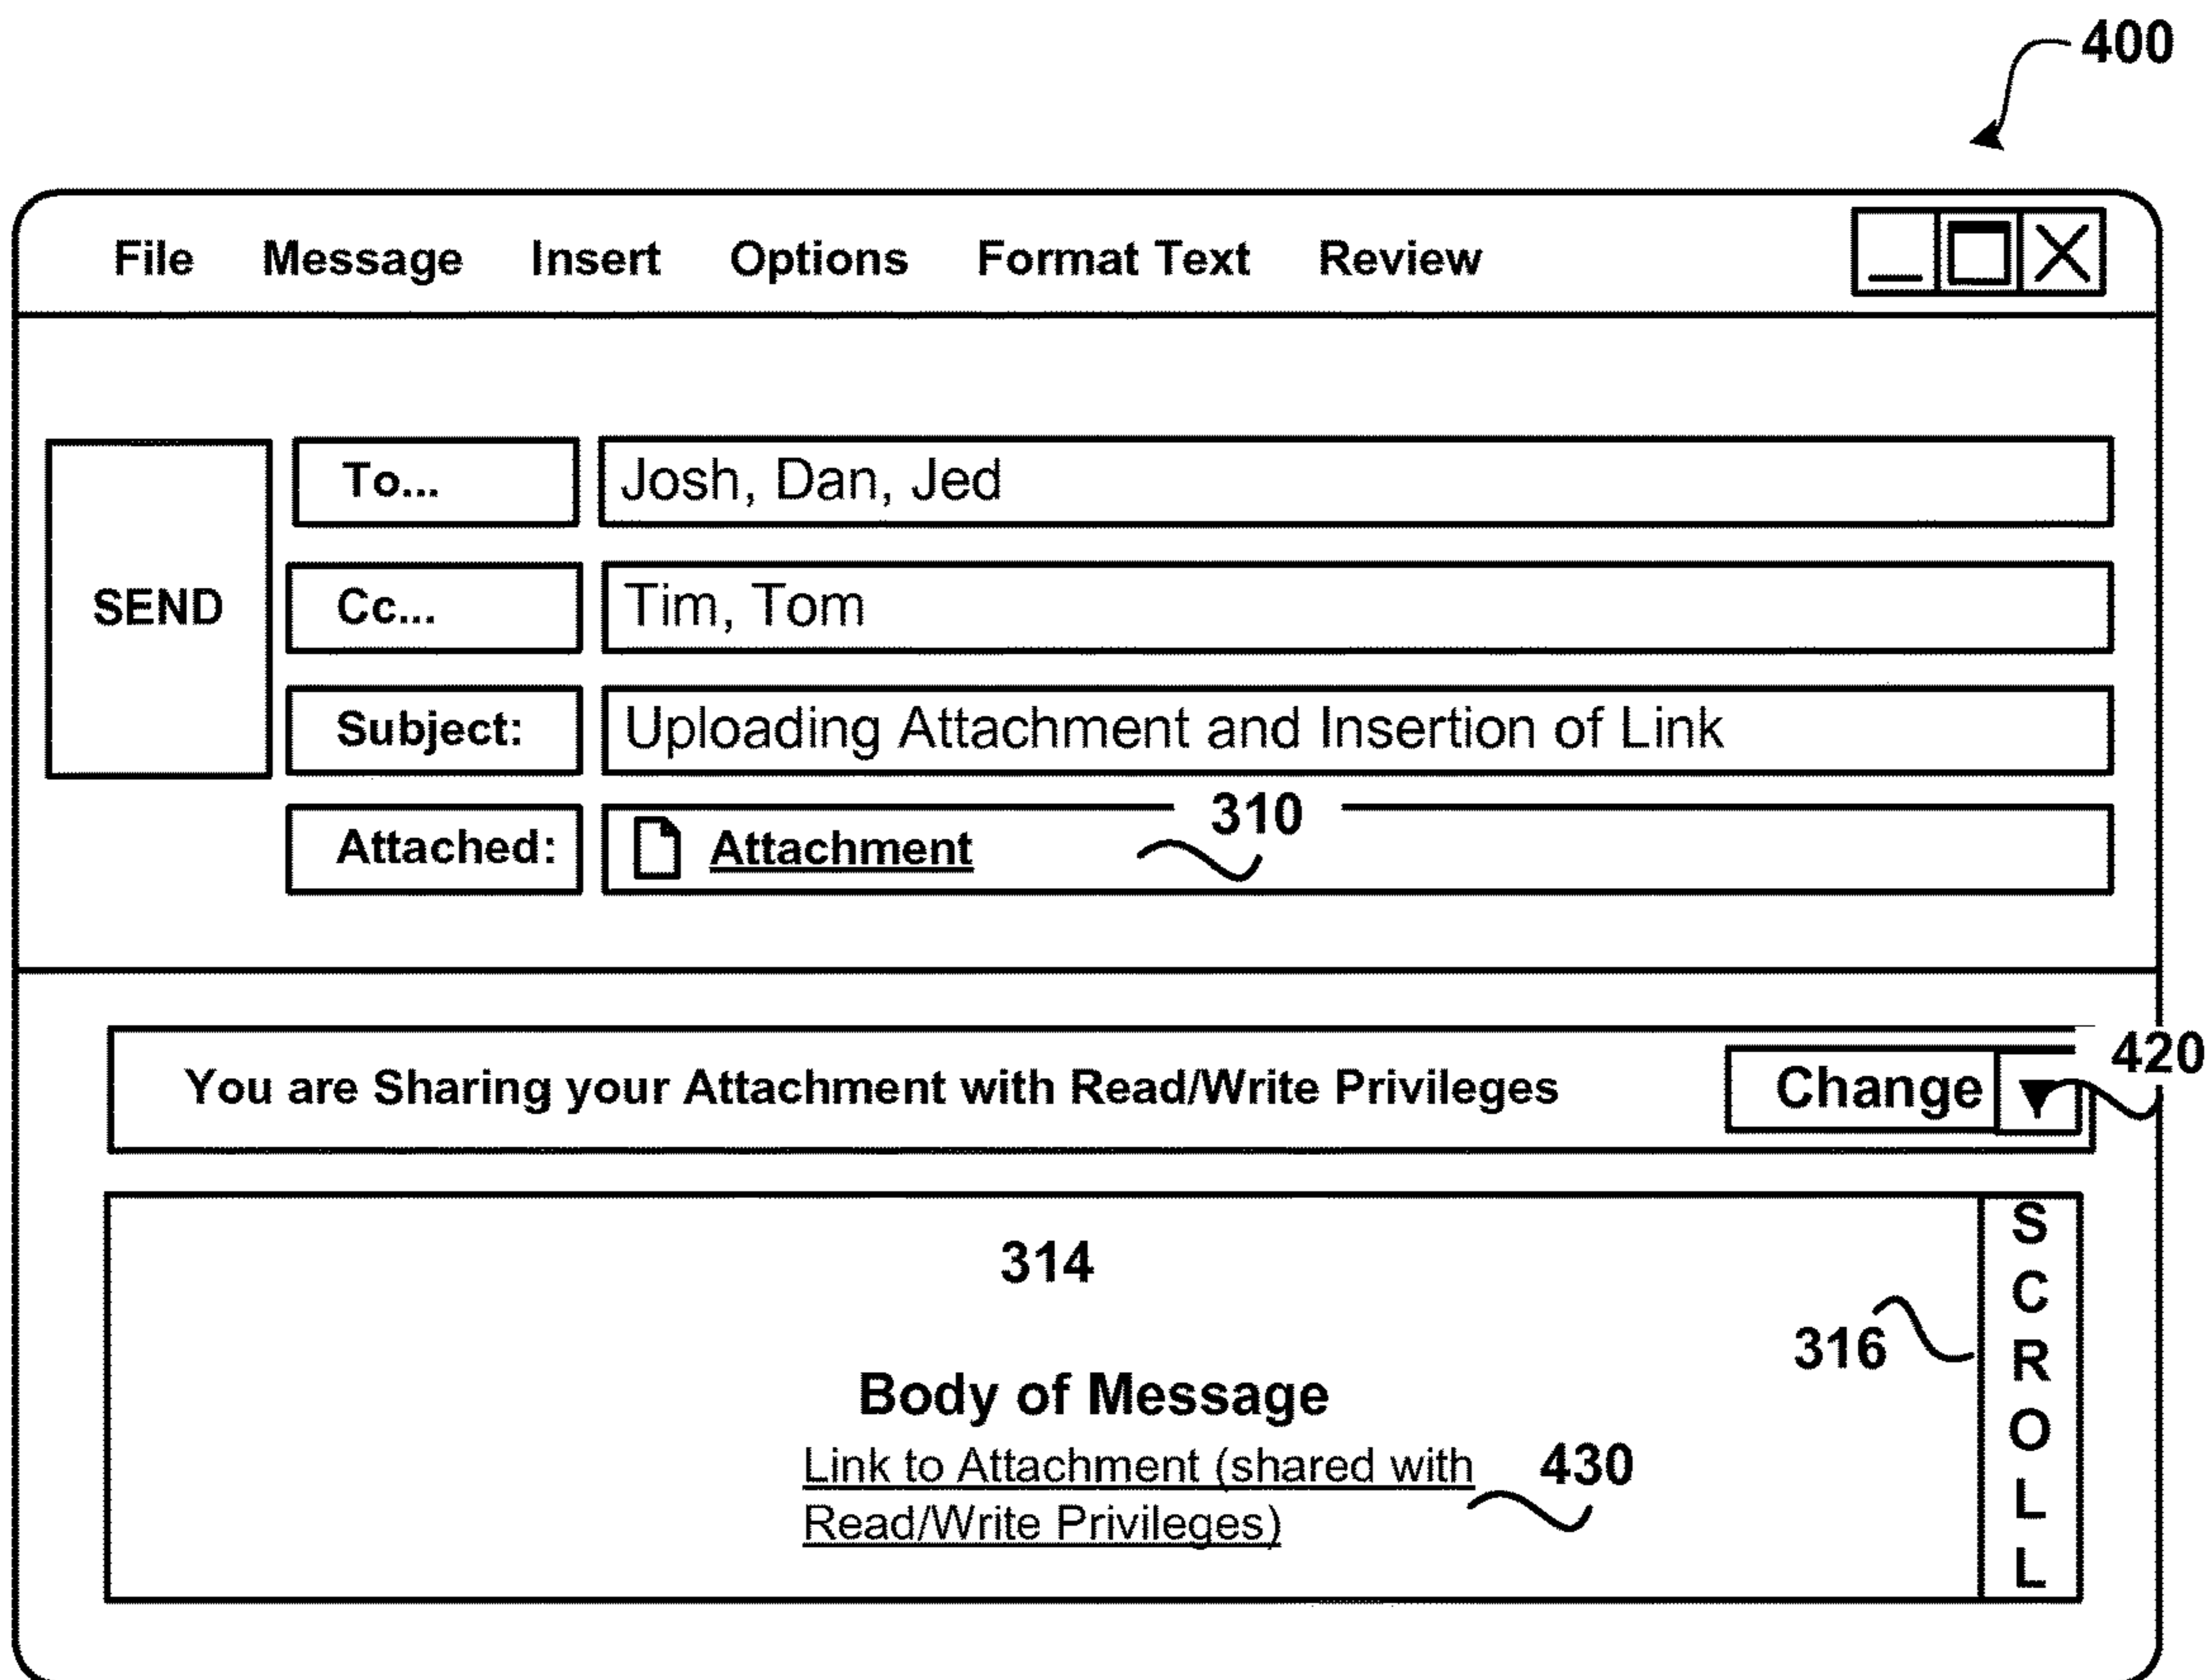 400
File Message Insert Options Format Text Review
SEND
To... Josh, Dan, Jed
Cc... Tim, Tom
Subject: Uploading Attachment and Insertion of Link
310
Attached: Attachment
420
You are Sharing your Attachment with Read/Write Privileges Change
314
316
Body of Message
Link to Attachment (shared with
Read/Write Privileges)
430
SCROLL